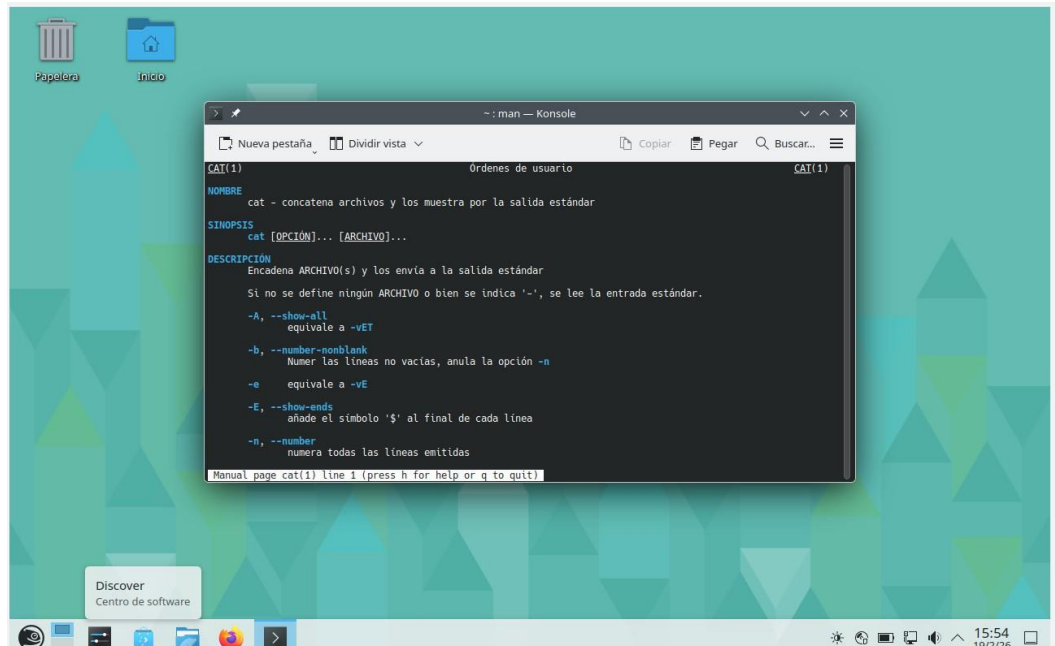 Papelera
Inicio
~ : man — Konsole
Nueva pestaña Dividir vista Copiar Pegar Buscar...
CAT(1) Órdenes de usuario CAT(1)
NOMBRE
cat - concatena archivos y los muestra por la salida estándar
SINOPSIS
cat [OPCIÓN]... [ARCHIVO]...
DESCRIPCIÓN
Encadena ARCHIVO(s) y los envía a la salida estándar
Si no se define ningún ARCHIVO o bien se indica '-', se lee la entrada estándar.
-A, --show-all
equivale a -vET
-b, --number-nonblank
Numer las líneas no vacías, anula la opción -n
-e equivale a -vE
-E, --show-ends
añade el símbolo '$' al final de cada línea
-n, --number
numera todas las líneas emitidas
Manual page cat(1) line 1 (press h for help or q to quit)
Discover
Centro de software
15:54
19/2/26